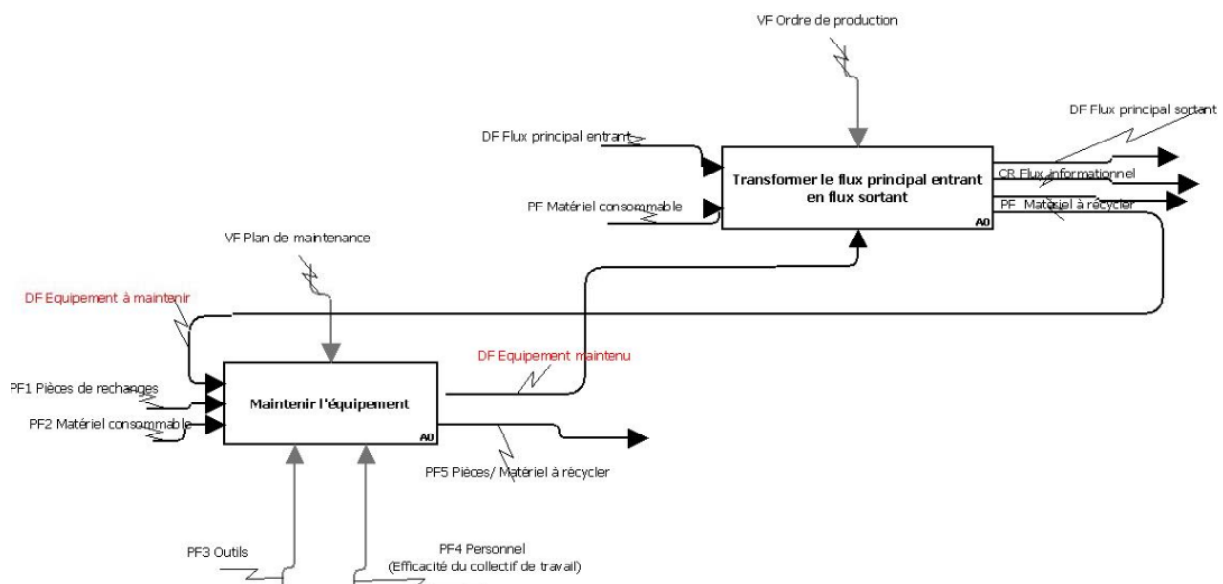 VF Ordre de production
DF Flux principal sortant
DF Flux principal entrant
Transformer le flux principal entrant
en flux sortant
CR Flux informationnel
PF Matériel consommable
PF Matériel à récycler
A0
VF Plan de maintenance
DF Equipement à maintenir
DF Equipement maintenu
PF1 Pièces de rechanges
Maintenir l'équipement
PF2 Matériel consommable
A0
PF5 Pièces/ Matériel à récycler
PF3 Outils
PF4 Personnel
(Efficacité du collectif de travail)